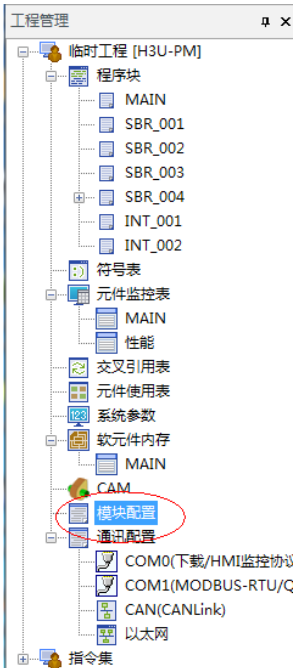 工程管理
临时工程 [H3U-PM]
程序块
MAIN
SBR_001
SBR_002
SBR_003
SBR_004
INT_001
INT_002
符号表
元件监控表
MAIN
性能
交叉引用表
元件使用表
123 系统参数
软元件内存
MAIN
CAM
模块配置
通讯配置
COM0(下载/HMI监控协议
COM1(MODBUS-RTU/Q
CAN(CANLink)
以太网
指令集